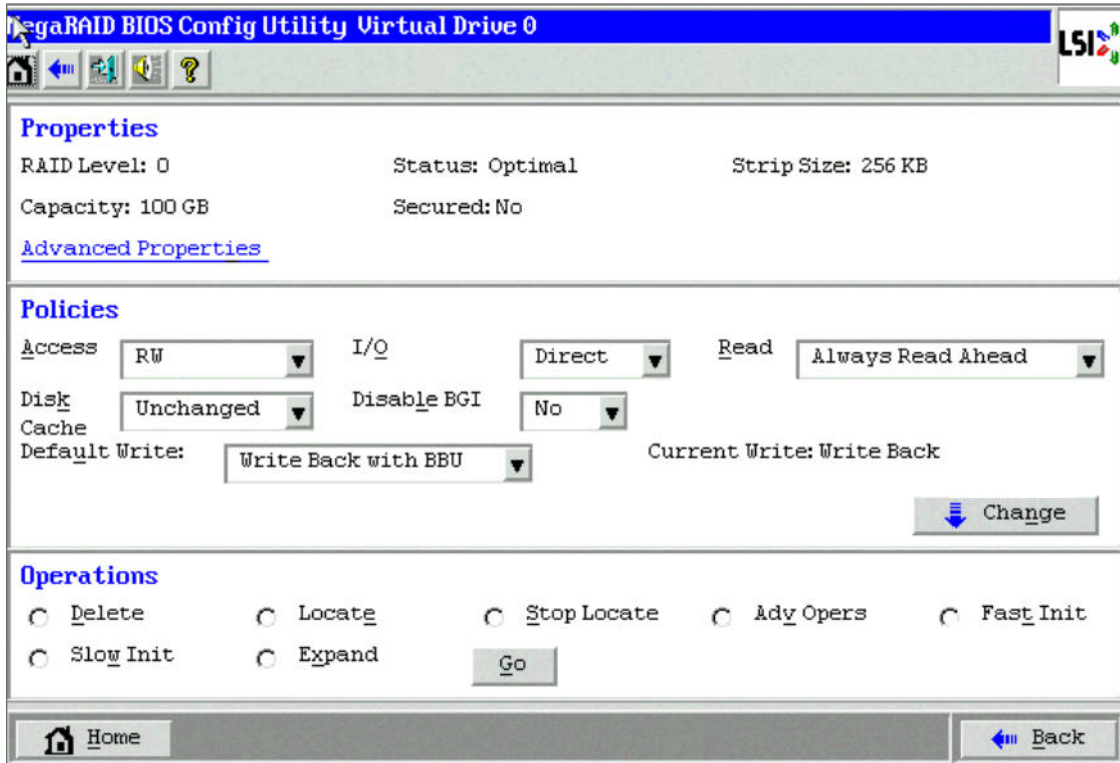 MegaRAID BIOS Config Utility Virtual Drive 0
LSI
Properties
RAID Level: 0 Status: Optimal Strip Size: 256 KB
Capacity: 100 GB Secured: No
Advanced Properties
Policies
Access RW I/O Direct Read Always Read Ahead
Disk Cache Unchanged Disable BGI No
Default Write: Write Back with BBU Current Write: Write Back
Change
Operations
Delete Locate Stop Locate Adv Opers Fast Init
Slow Init Expand Go
Home Back